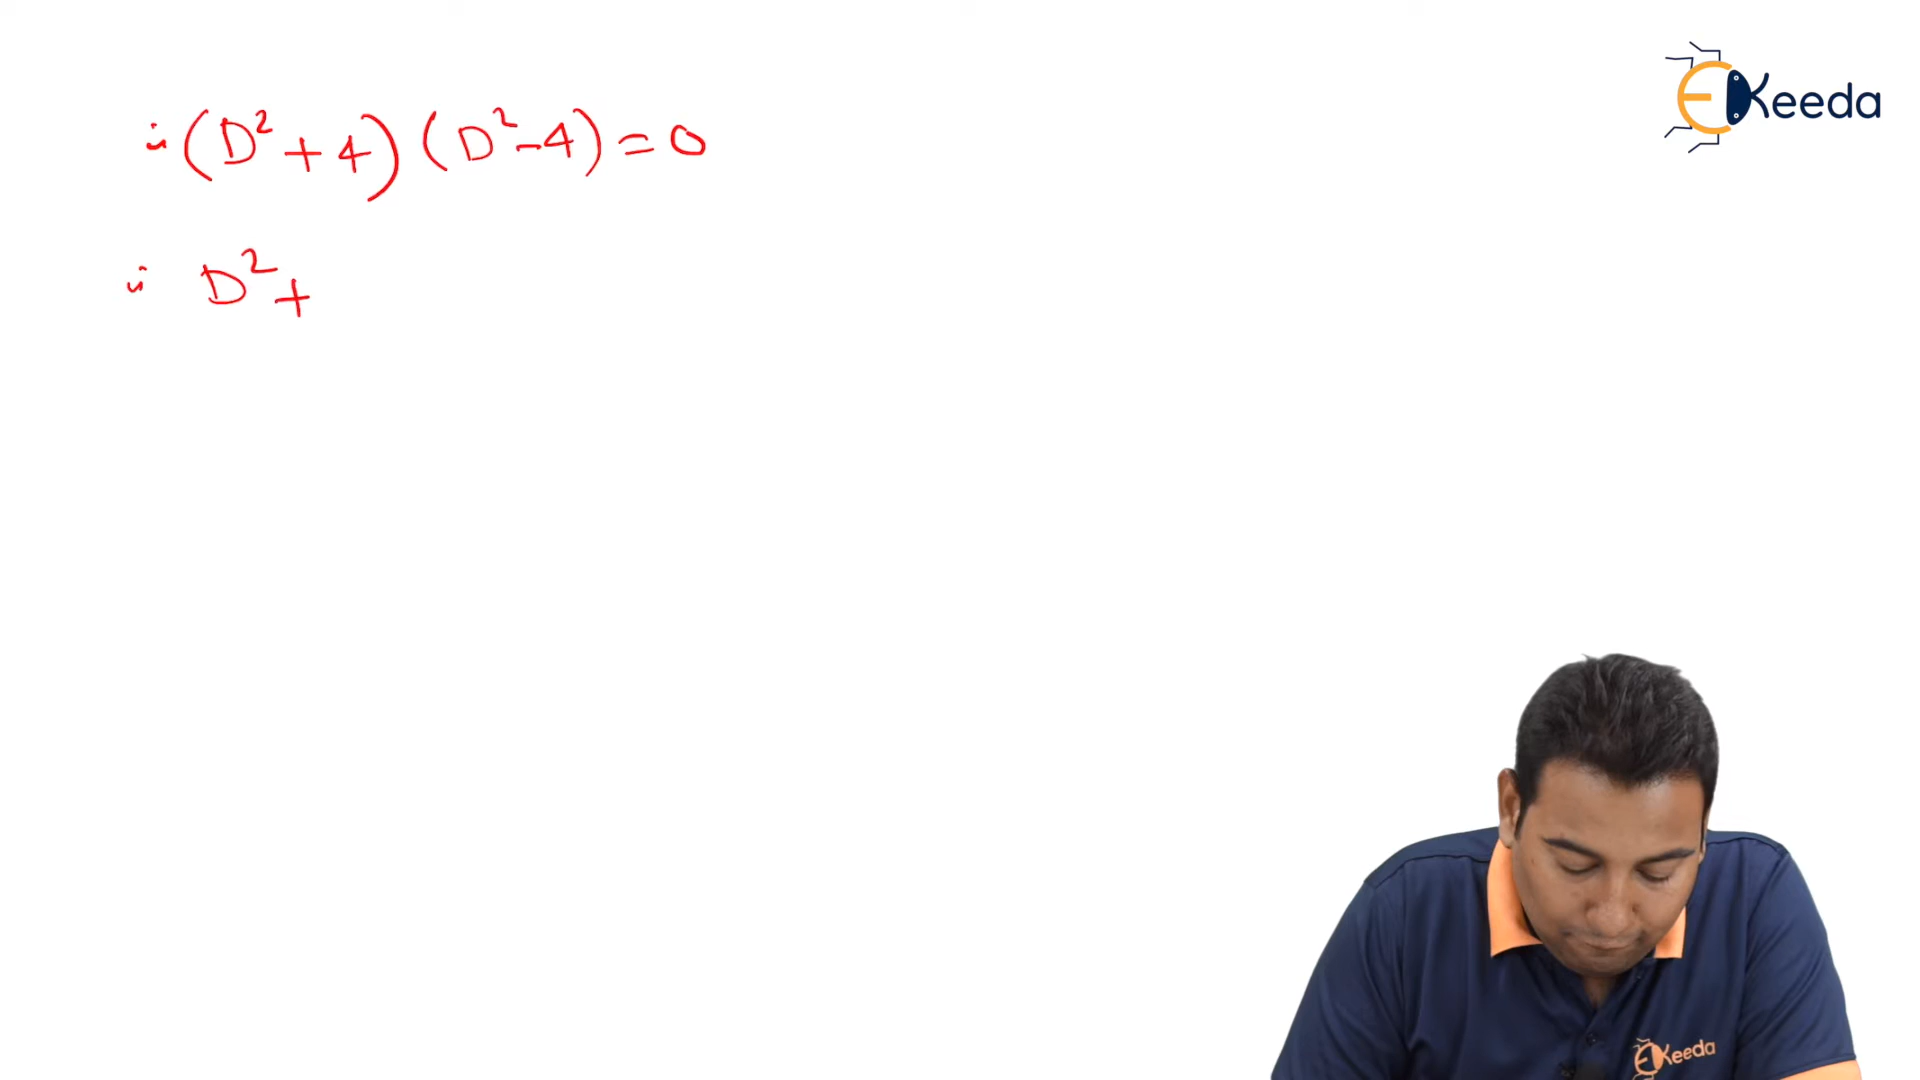 ∴ (D² + 4) (D² - 4) = 0
EKeeda
∴ D² +
EKeeda